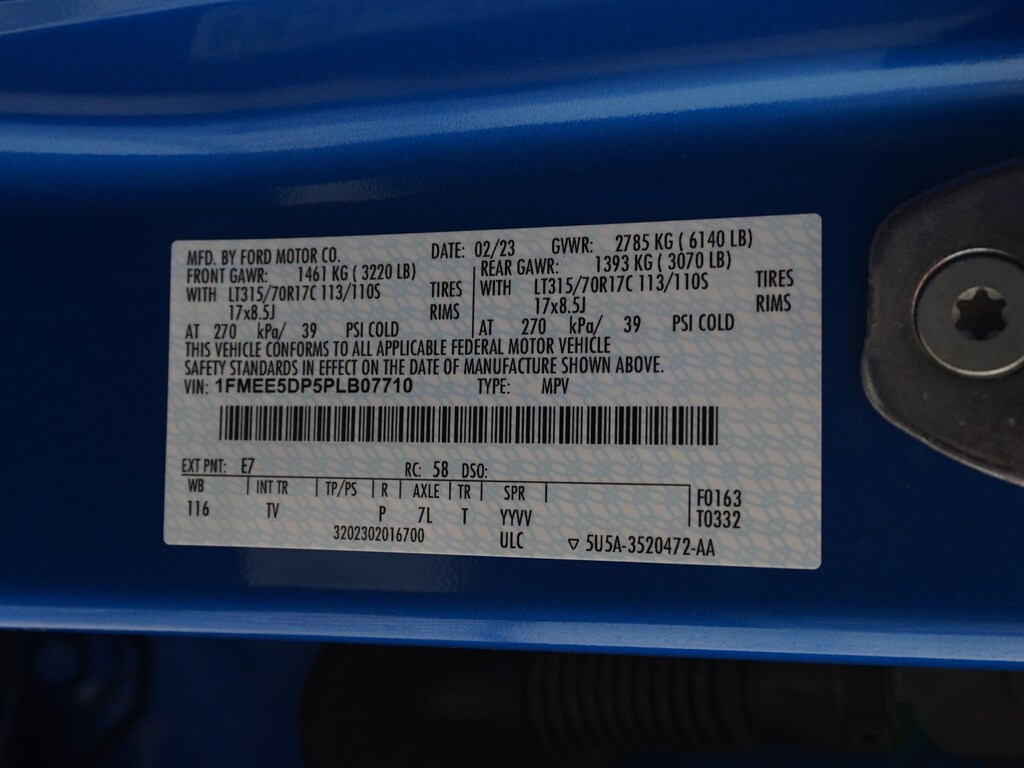 MFD. BY FORD MOTOR CO. DATE: 02/23 GVWR: 2785 KG ( 6140 LB)
FRONT GAWR: 1461 KG ( 3220 LB) REAR GAWR: 1393 KG ( 3070 LB)
WITH LT315/70R17C 113/110S TIRES WITH LT315/70R17C 113/110S TIRES
17x8.5J RIMS 17x8.5J RIMS
AT 270 kPa/ 39 PSI COLD AT 270 kPa/ 39 PSI COLD
THIS VEHICLE CONFORMS TO ALL APPLICABLE FEDERAL MOTOR VEHICLE
SAFETY STANDARDS IN EFFECT ON THE DATE OF MANUFACTURE SHOWN ABOVE.
VIN: 1FMEE5DP5PLB07710 TYPE: MPV
EXT PNT: E7 RC: 58 DSO:
WB INT TR TP/PS R AXLE TR SPR F0163
116 TV P 7L T YYVV T0332
3202302016700 ULC ▽ 5U5A-3520472-AA